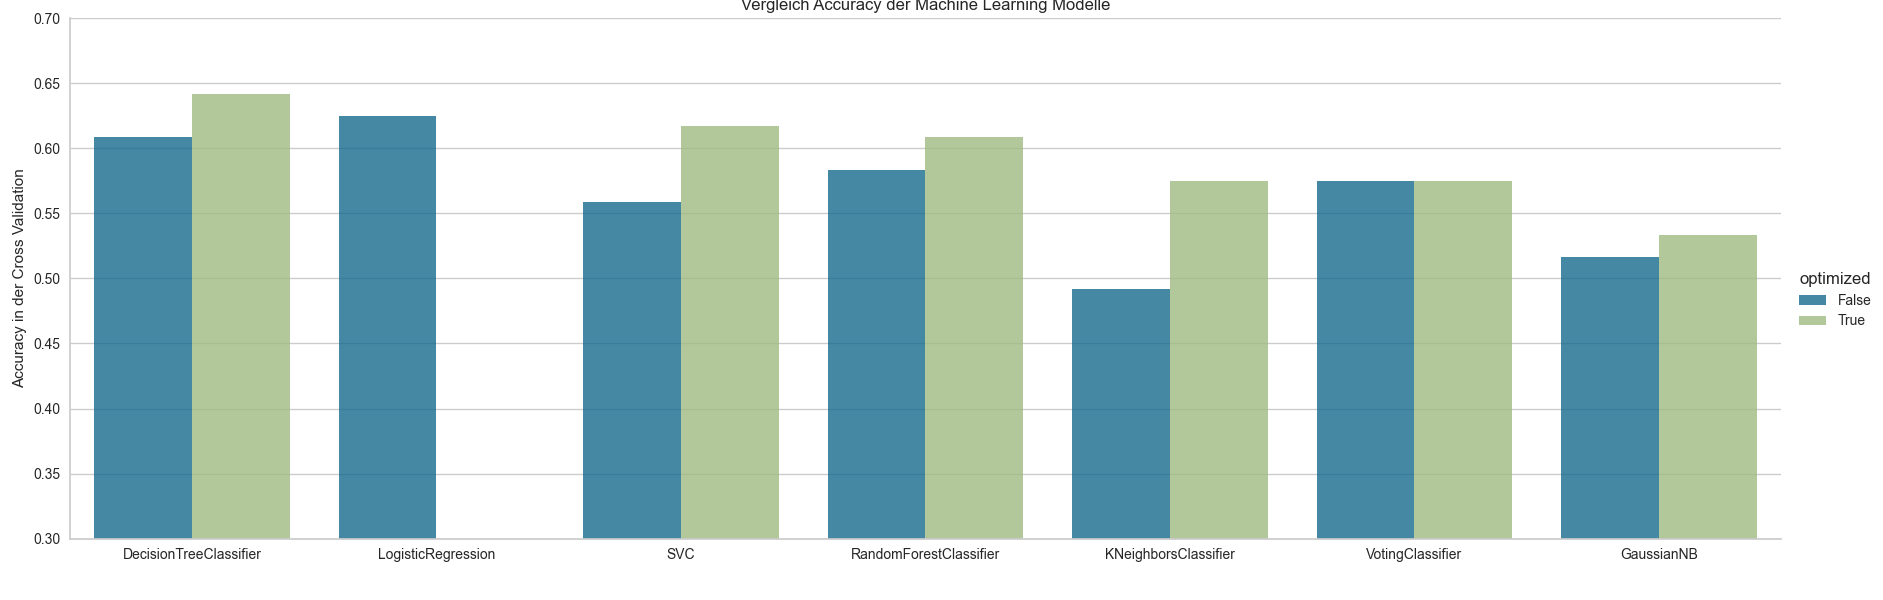 Vergleich Accuracy der Machine Learning Modelle
Accuracy in der Cross Validation
0.70
0.65
0.60
0.55
0.50
0.45
0.40
0.35
0.30
DecisionTreeClassifier
LogisticRegression
SVC
RandomForestClassifier
KNeighborsClassifier
VotingClassifier
GaussianNB
optimized
False
True